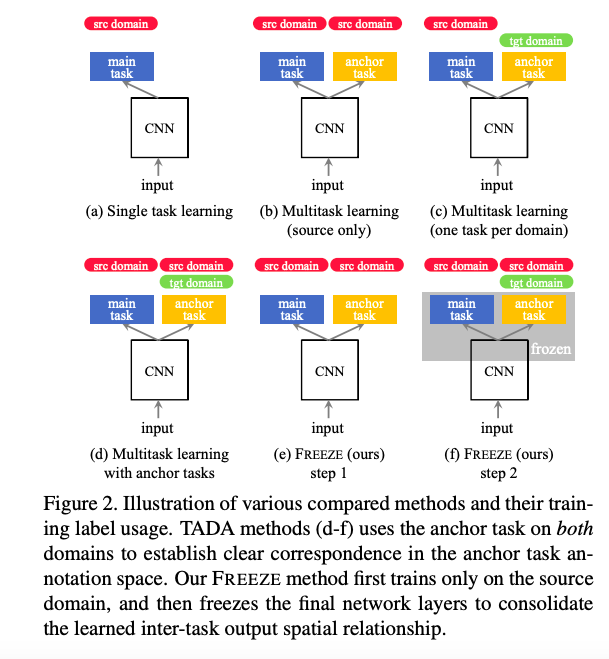 src domain
main
task
CNN
input
(a) Single task learning
src domain src domain
main
task
anchor
task
CNN
input
(b) Multitask learning
(source only)
src domain
tgt domain
main
task
anchor
task
CNN
input
(c) Multitask learning
(one task per domain)
src domain src domain
tgt domain
main
task
anchor
task
CNN
input
(d) Multitask learning
with anchor tasks
src domain src domain
main
task
anchor
task
CNN
input
(e) FREEZE (ours)
step 1
src domain src domain
tgt domain
main
task
anchor
task
frozen
CNN
input
(f) FREEZE (ours)
step 2
Figure 2. Illustration of various compared methods and their train-
ing label usage. TADA methods (d-f) uses the anchor task on both
domains to establish clear correspondence in the anchor task an-
notation space. Our FREEZE method first trains only on the source
domain, and then freezes the final network layers to consolidate
the learned inter-task output spatial relationship.